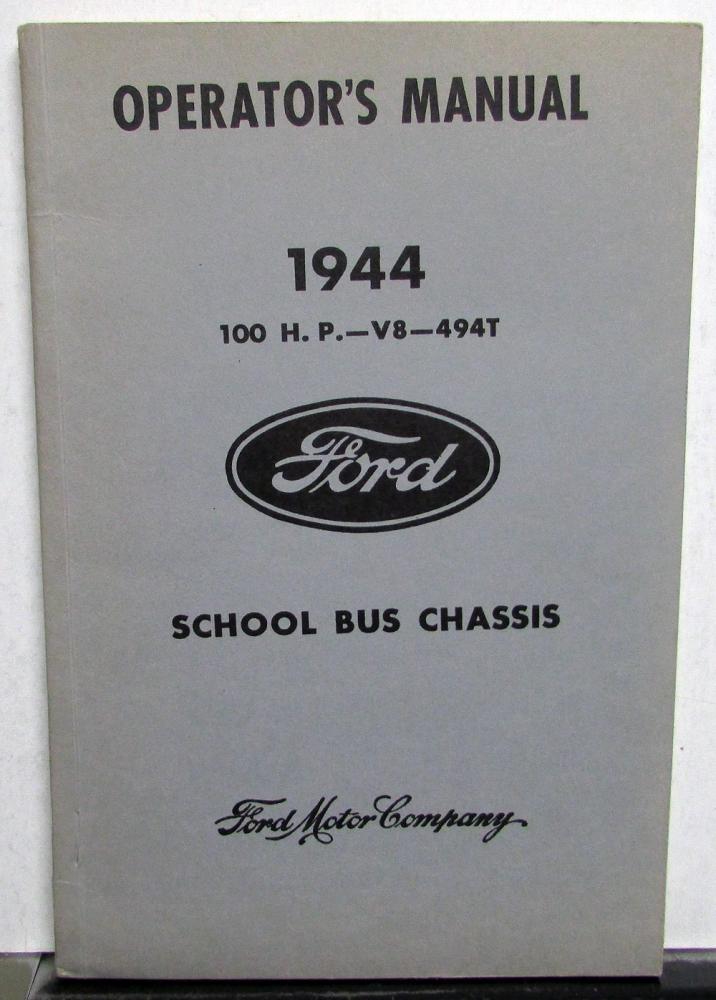 OPERATOR'S MANUAL
1944
100 H. P.—V8—494T
Ford
SCHOOL BUS CHASSIS
Ford Motor Company